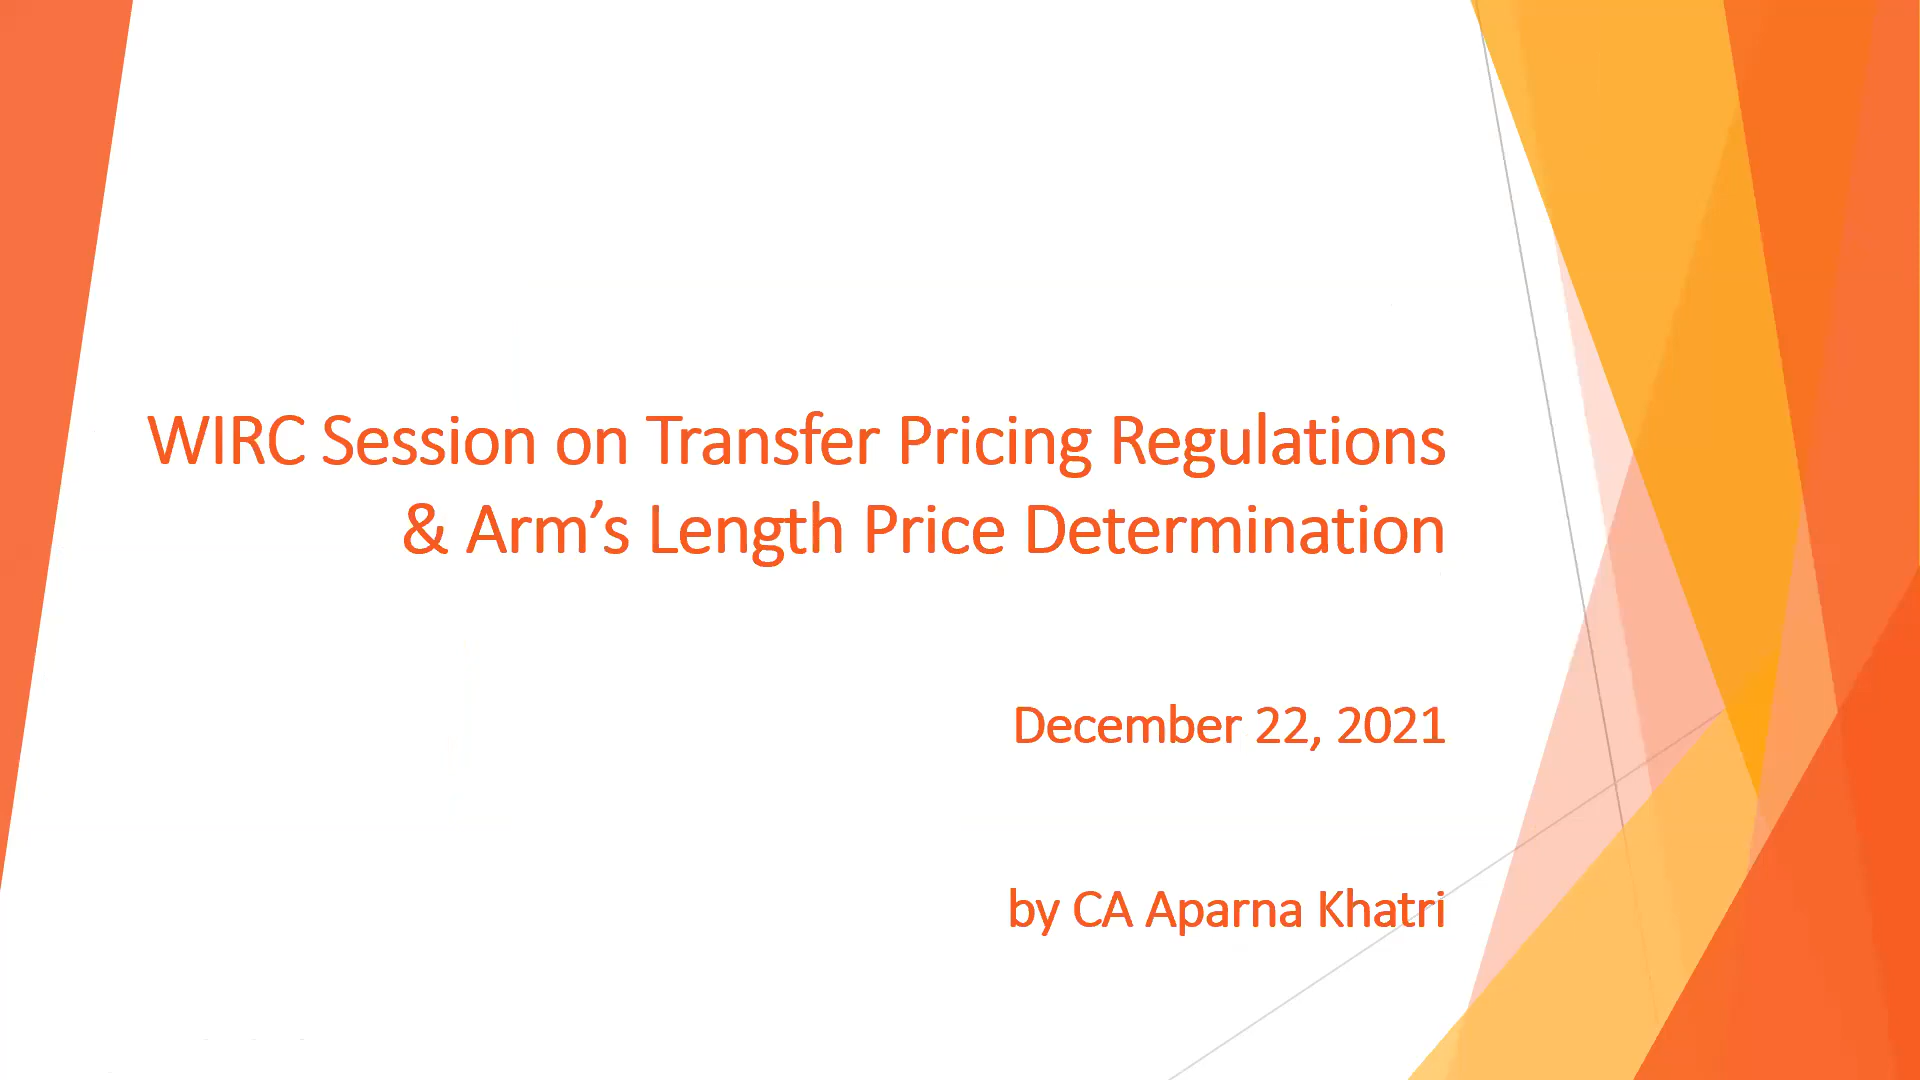 WIRC Session on Transfer Pricing Regulations
& Arm’s Length Price Determination
December 22, 2021
by CA Aparna Khatri